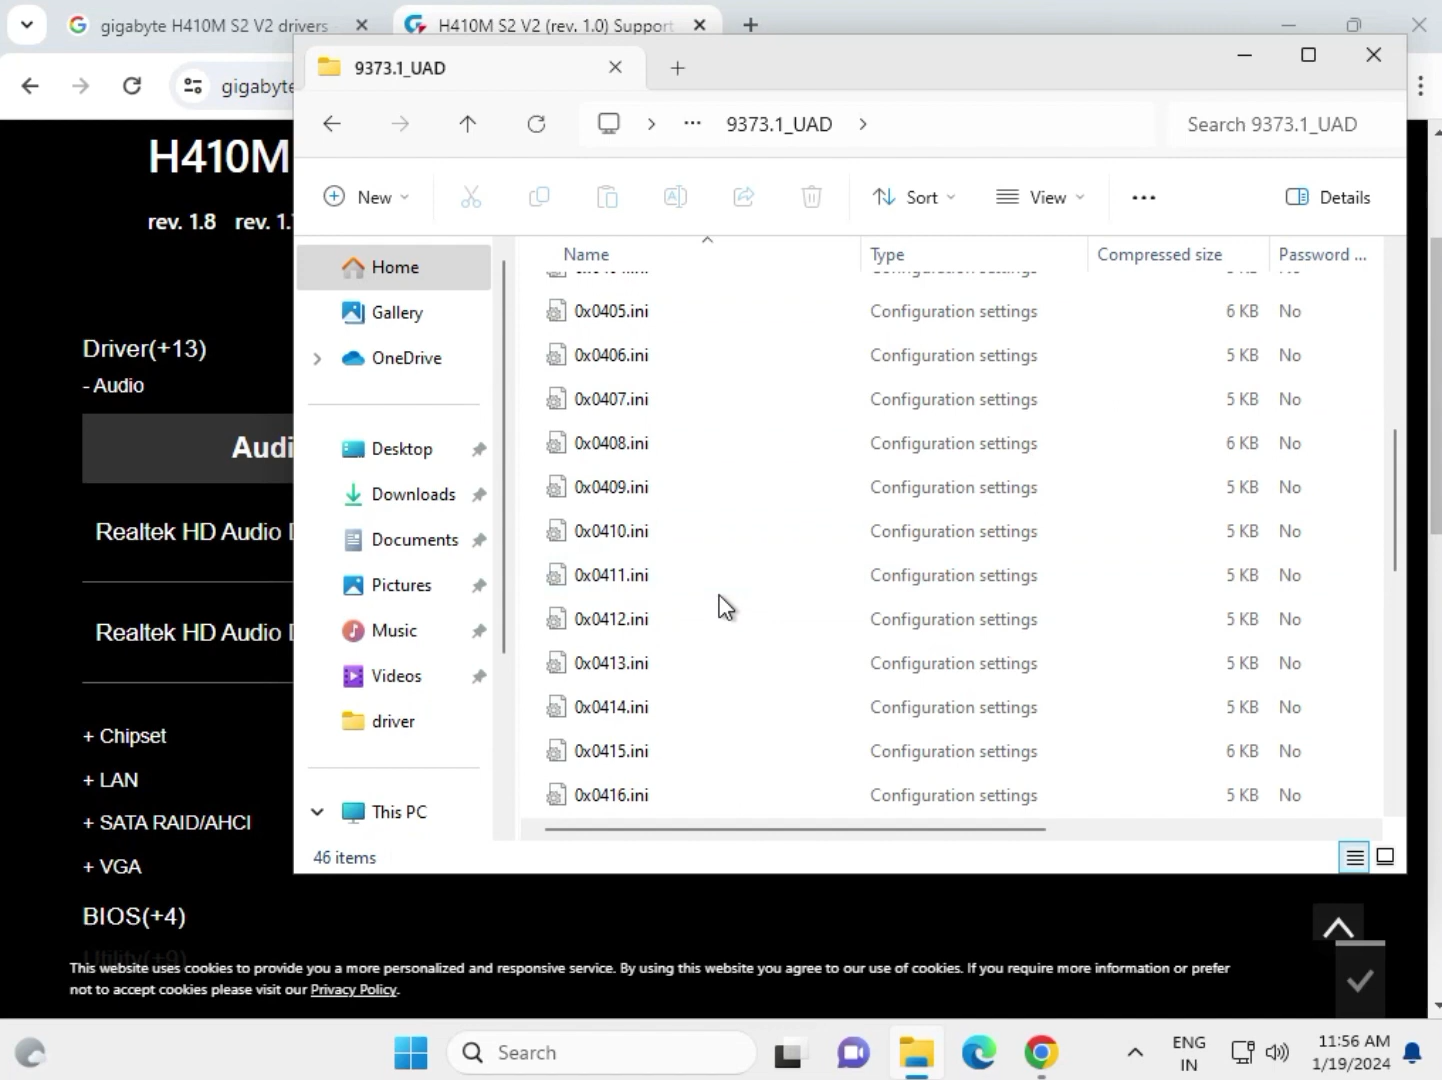 gigabyte H410M S2 V2 drivers
H410M S2 V2 (rev. 1.0) Support
gigabyte
9373.1_UAD
9373.1_UAD
Search 9373.1_UAD
New
Sort
View
Details
H410M
rev. 1.8 rev. 1.
Driver(+13)
- Audio
Audi
Realtek HD Audio
Realtek HD Audio
+ Chipset
+ LAN
+ SATA RAID/AHCI
+ VGA
BIOS(+4)
Utility(+9)
Home
Gallery
OneDrive
Desktop
Downloads
Documents
Pictures
Music
Videos
driver
This PC
Name Type Compressed size Password ...
0x0405.ini Configuration settings 6 KB No
0x0406.ini Configuration settings 5 KB No
0x0407.ini Configuration settings 5 KB No
0x0408.ini Configuration settings 6 KB No
0x0409.ini Configuration settings 5 KB No
0x0410.ini Configuration settings 5 KB No
0x0411.ini Configuration settings 5 KB No
0x0412.ini Configuration settings 5 KB No
0x0413.ini Configuration settings 5 KB No
0x0414.ini Configuration settings 5 KB No
0x0415.ini Configuration settings 6 KB No
0x0416.ini Configuration settings 5 KB No
46 items
This website uses cookies to provide you a more personalized and responsive service. By using this website you agree to our use of cookies. If you require more information or prefer
not to accept cookies please visit our Privacy Policy.
Search
ENG
IN
11:56 AM
1/19/2024